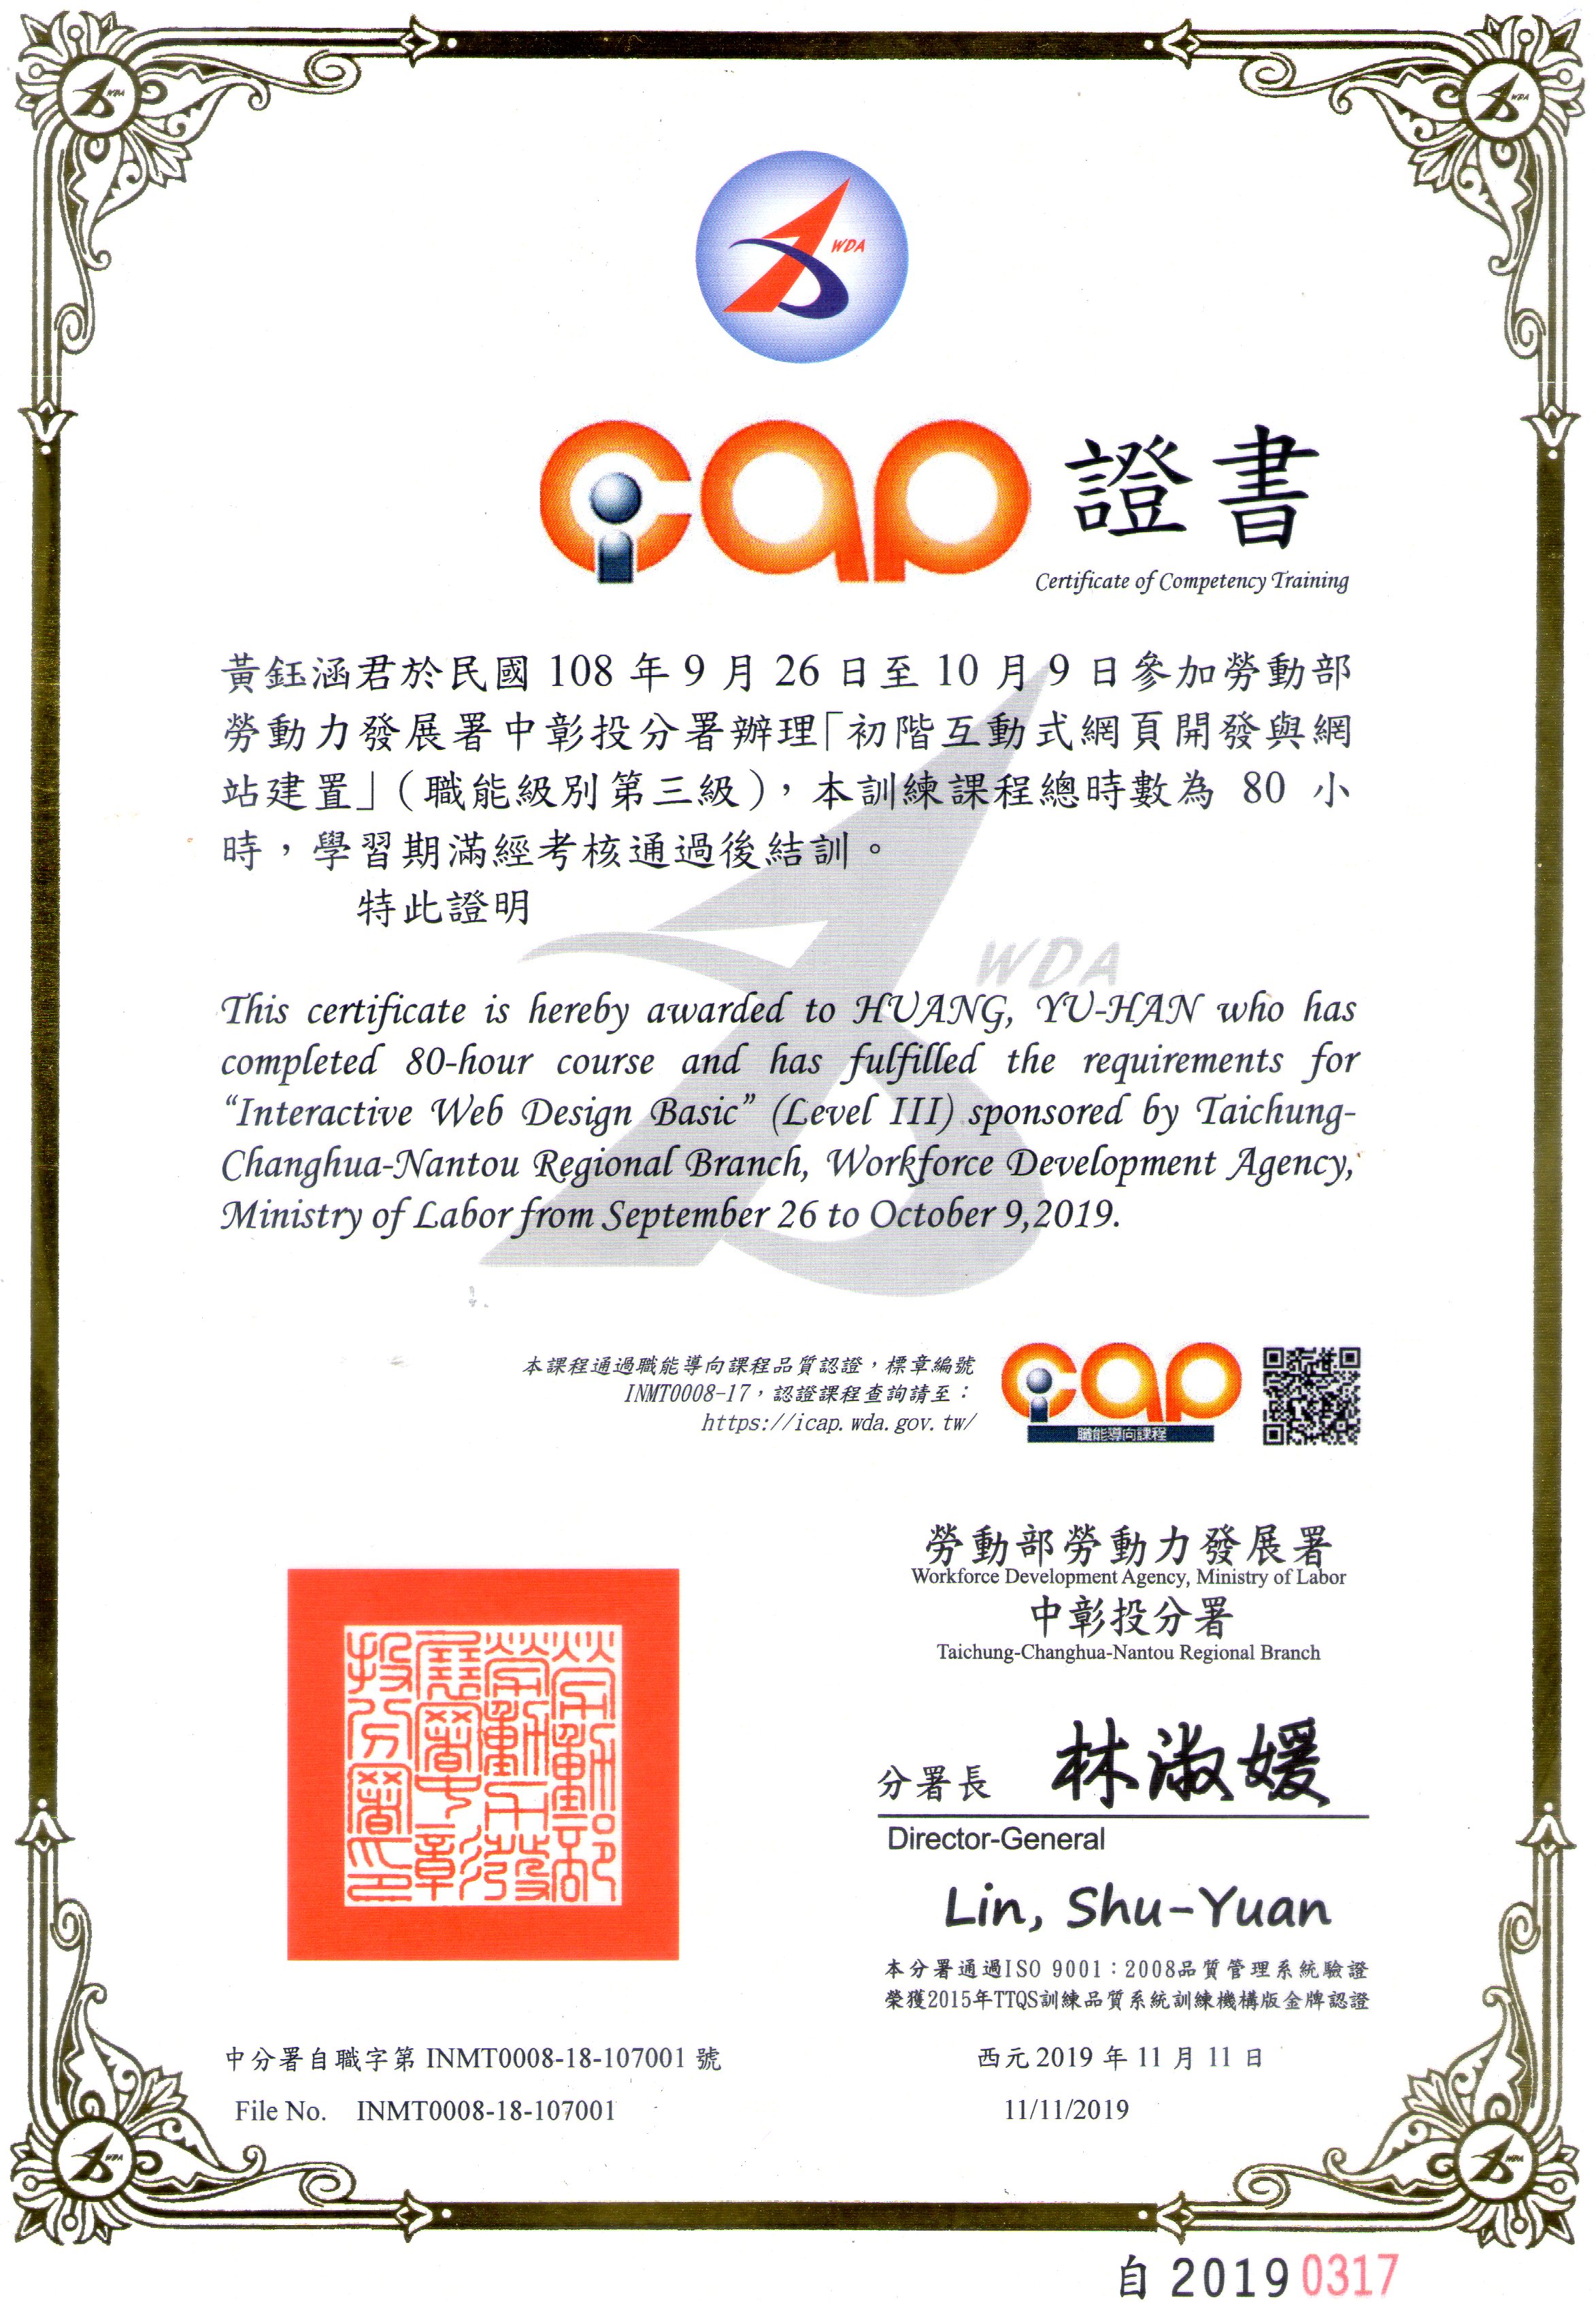 WDA
WDA
WDA
icap 證書
Certificate of Competency Training
黃鈺涵君於民國 108 年 9 月 26 日至 10 月 9 日參加勞動部
勞動力發展署中彰投分署辦理「初階互動式網頁開發與網
站建置」(職能級別第三級),本訓練課程總時數為 80 小
時,學習期滿經考核通過後結訓。
特此證明
WDA
This certificate is hereby awarded to HUANG, YU-HAN who has
completed 80-hour course and has fulfilled the requirements for
“Interactive Web Design Basic” (Level III) sponsored by Taichung-
Changhua-Nantou Regional Branch, Workforce Development Agency,
Ministry of Labor from September 26 to October 9,2019.
本課程通過職能導向課程品質認證,標章編號
INMT0008-17,認證課程查詢請至:
https://icap.wda.gov.tw/
icap
職能導向課程
勞動部勞動力發展署
Workforce Development Agency, Ministry of Labor
中彰投分署
Taichung-Changhua-Nantou Regional Branch
勞動部
勞動力發
展署中彰
投分署印
分署長 林淑媛
Director-General
Lin, Shu-Yuan
本分署通過ISO 9001:2008品質管理系統驗證
榮獲2015年TTQS訓練品質系統訓練機構版金牌認證
中分署自職字第 INMT0008-18-107001 號
西元 2019 年 11 月 11 日
File No. INMT0008-18-107001
11/11/2019
WDA
WDA
自 2019 0317